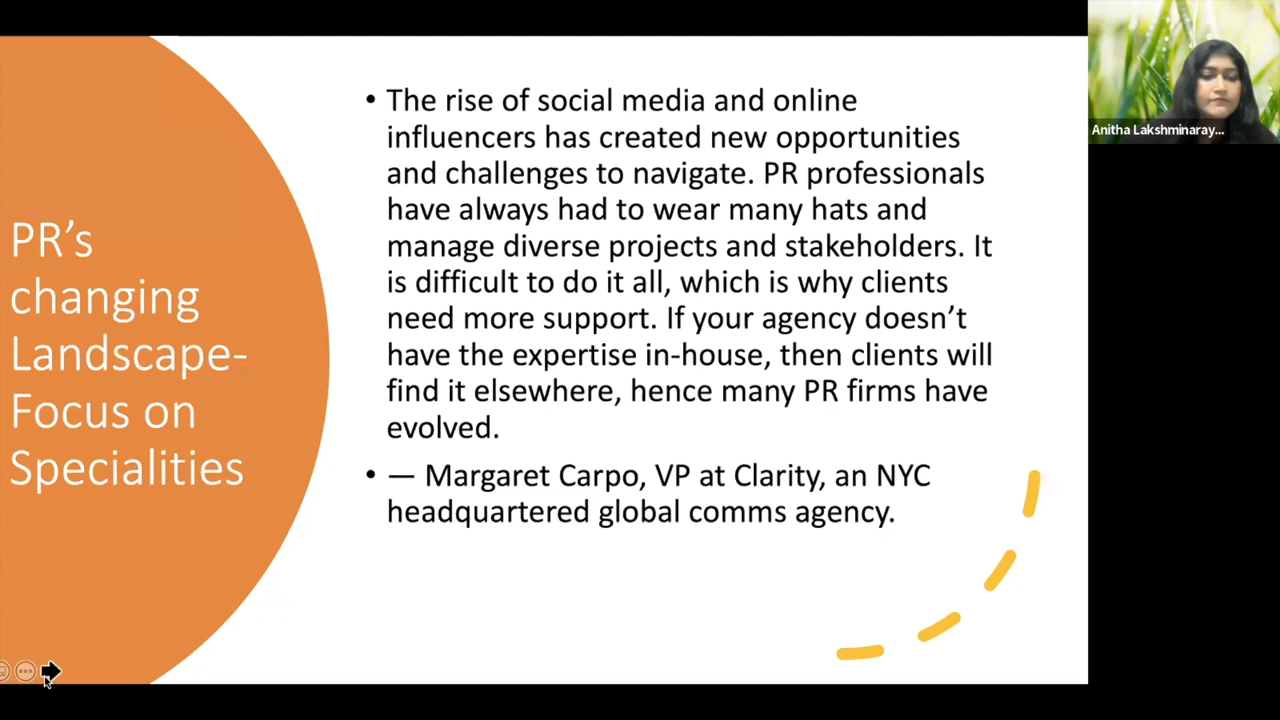 PR’s
changing
Landscape-
Focus on
Specialities
• The rise of social media and online
influencers has created new opportunities
and challenges to navigate. PR professionals
have always had to wear many hats and
manage diverse projects and stakeholders. It
is difficult to do it all, which is why clients
need more support. If your agency doesn’t
have the expertise in-house, then clients will
find it elsewhere, hence many PR firms have
evolved.
• — Margaret Carpo, VP at Clarity, an NYC
headquartered global comms agency.
Anitha Lakshminaray...